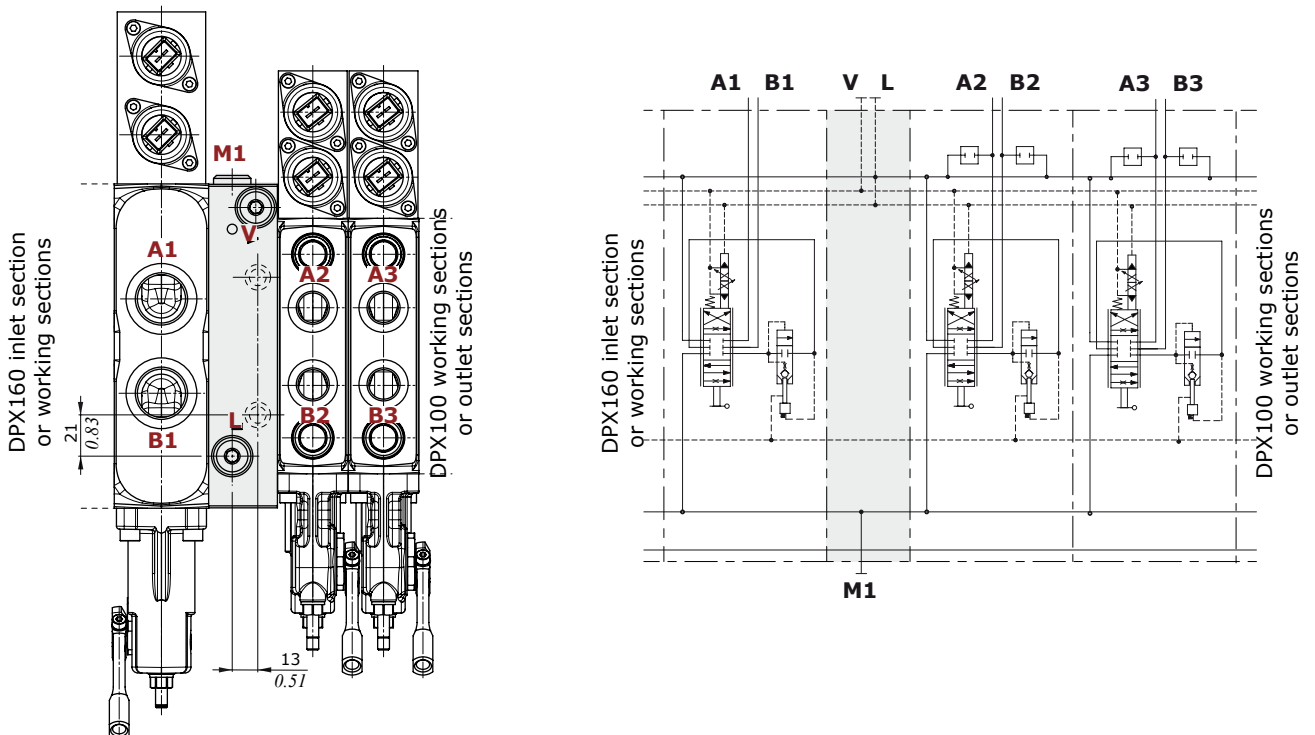 M1
V
A1
A2
A3
B1
L
B2
B3
21
0.83
13
0.51
DPX160 inlet section
or working sections
DPX100 working sections
or outlet sections
A1 B1 V L A2 B2 A3 B3
DPX160 inlet section
or working sections
DPX100 working sections
or outlet sections
M1